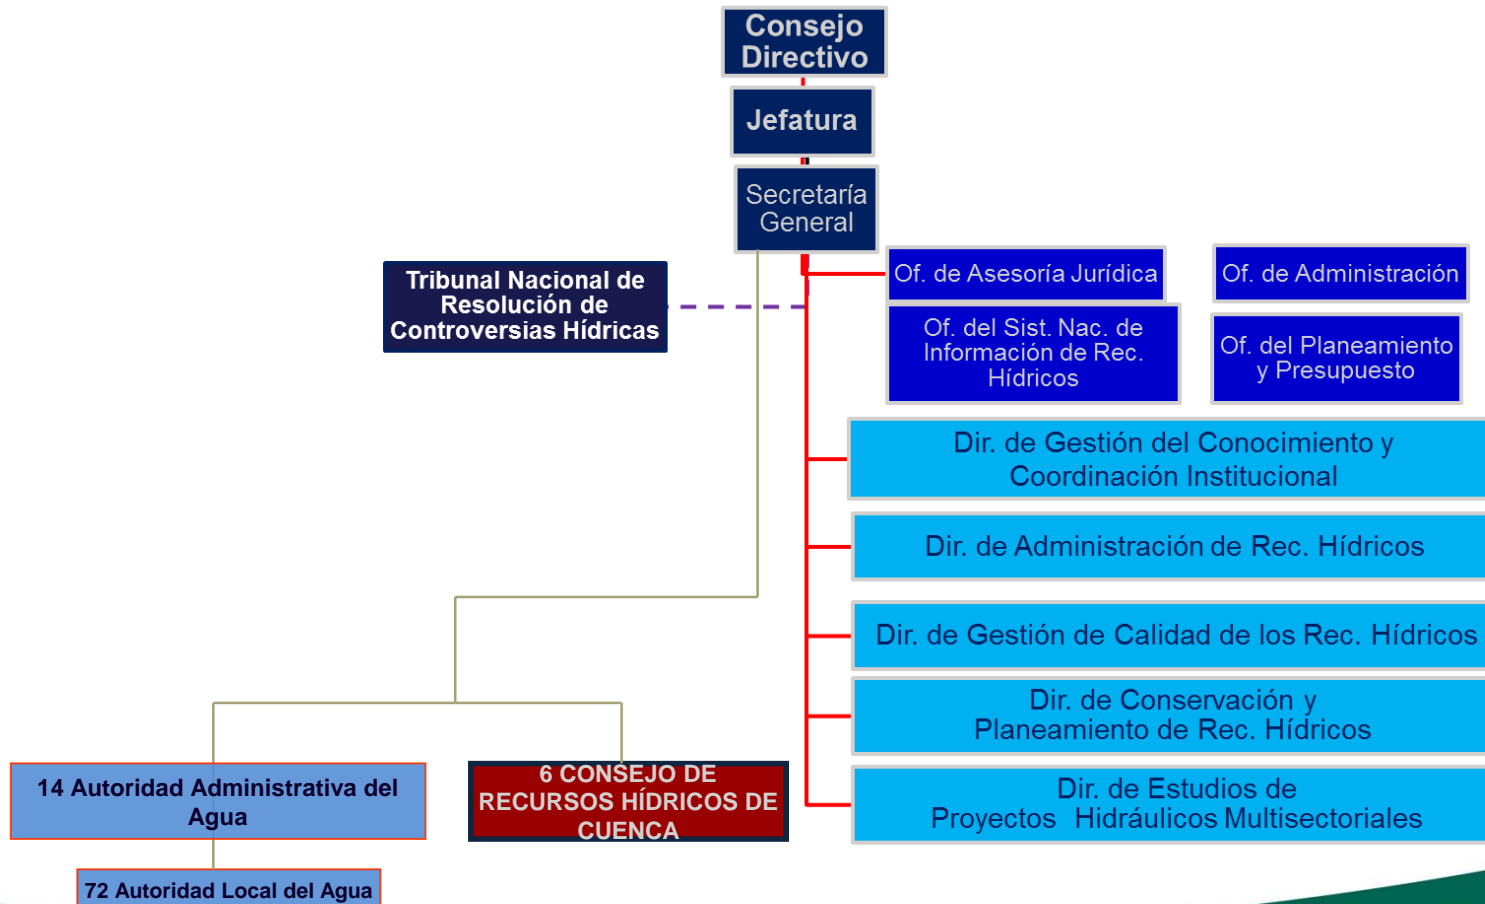 Consejo
Directivo
Jefatura
Secretaría
General
Tribunal Nacional de
Resolución de
Controversias Hídricas
Of. de Asesoría Jurídica
Of. de Administración
Of. del Sist. Nac. de
Información de Rec.
Hídricos
Of. del Planeamiento
y Presupuesto
Dir. de Gestión del Conocimiento y
Coordinación Institucional
Dir. de Administración de Rec. Hídricos
Dir. de Gestión de Calidad de los Rec. Hídricos
Dir. de Conservación y
Planeamiento de Rec. Hídricos
Dir. de Estudios de
Proyectos Hidráulicos Multisectoriales
14 Autoridad Administrativa del
Agua
6 CONSEJO DE
RECURSOS HÍDRICOS DE
CUENCA
72 Autoridad Local del Agua